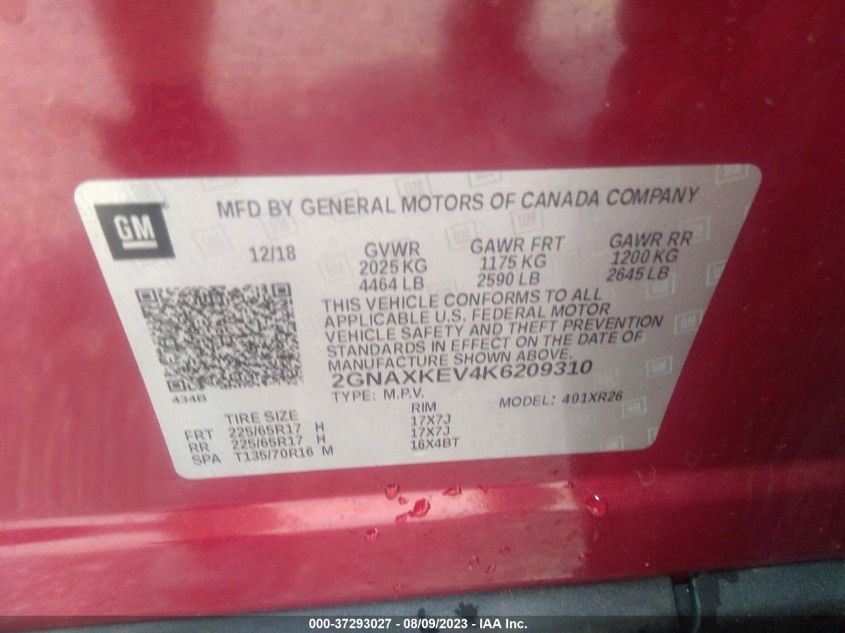 GM
MFD BY GENERAL MOTORS OF CANADA COMPANY
12/18
GVWR GAWR FRT GAWR RR
2025 KG 1175 KG 1200 KG
4464 LB 2590 LB 2645 LB
THIS VEHICLE CONFORMS TO ALL
APPLICABLE U.S. FEDERAL MOTOR
VEHICLE SAFETY AND THEFT PREVENTION
STANDARDS IN EFFECT ON THE DATE OF
MANUFACTURE SHOWN ABOVE.
2GNAXKEV4K6209310
434B
TYPE: M.P.V. MODEL: 401XR26
TIRE SIZE RIM
FRT 225/65R17 H 17X7J
RR 225/65R17 H 17X7J
SPA T135/70R16 M 16X4BT
000-37293027 - 08/09/2023 - IAA Inc.